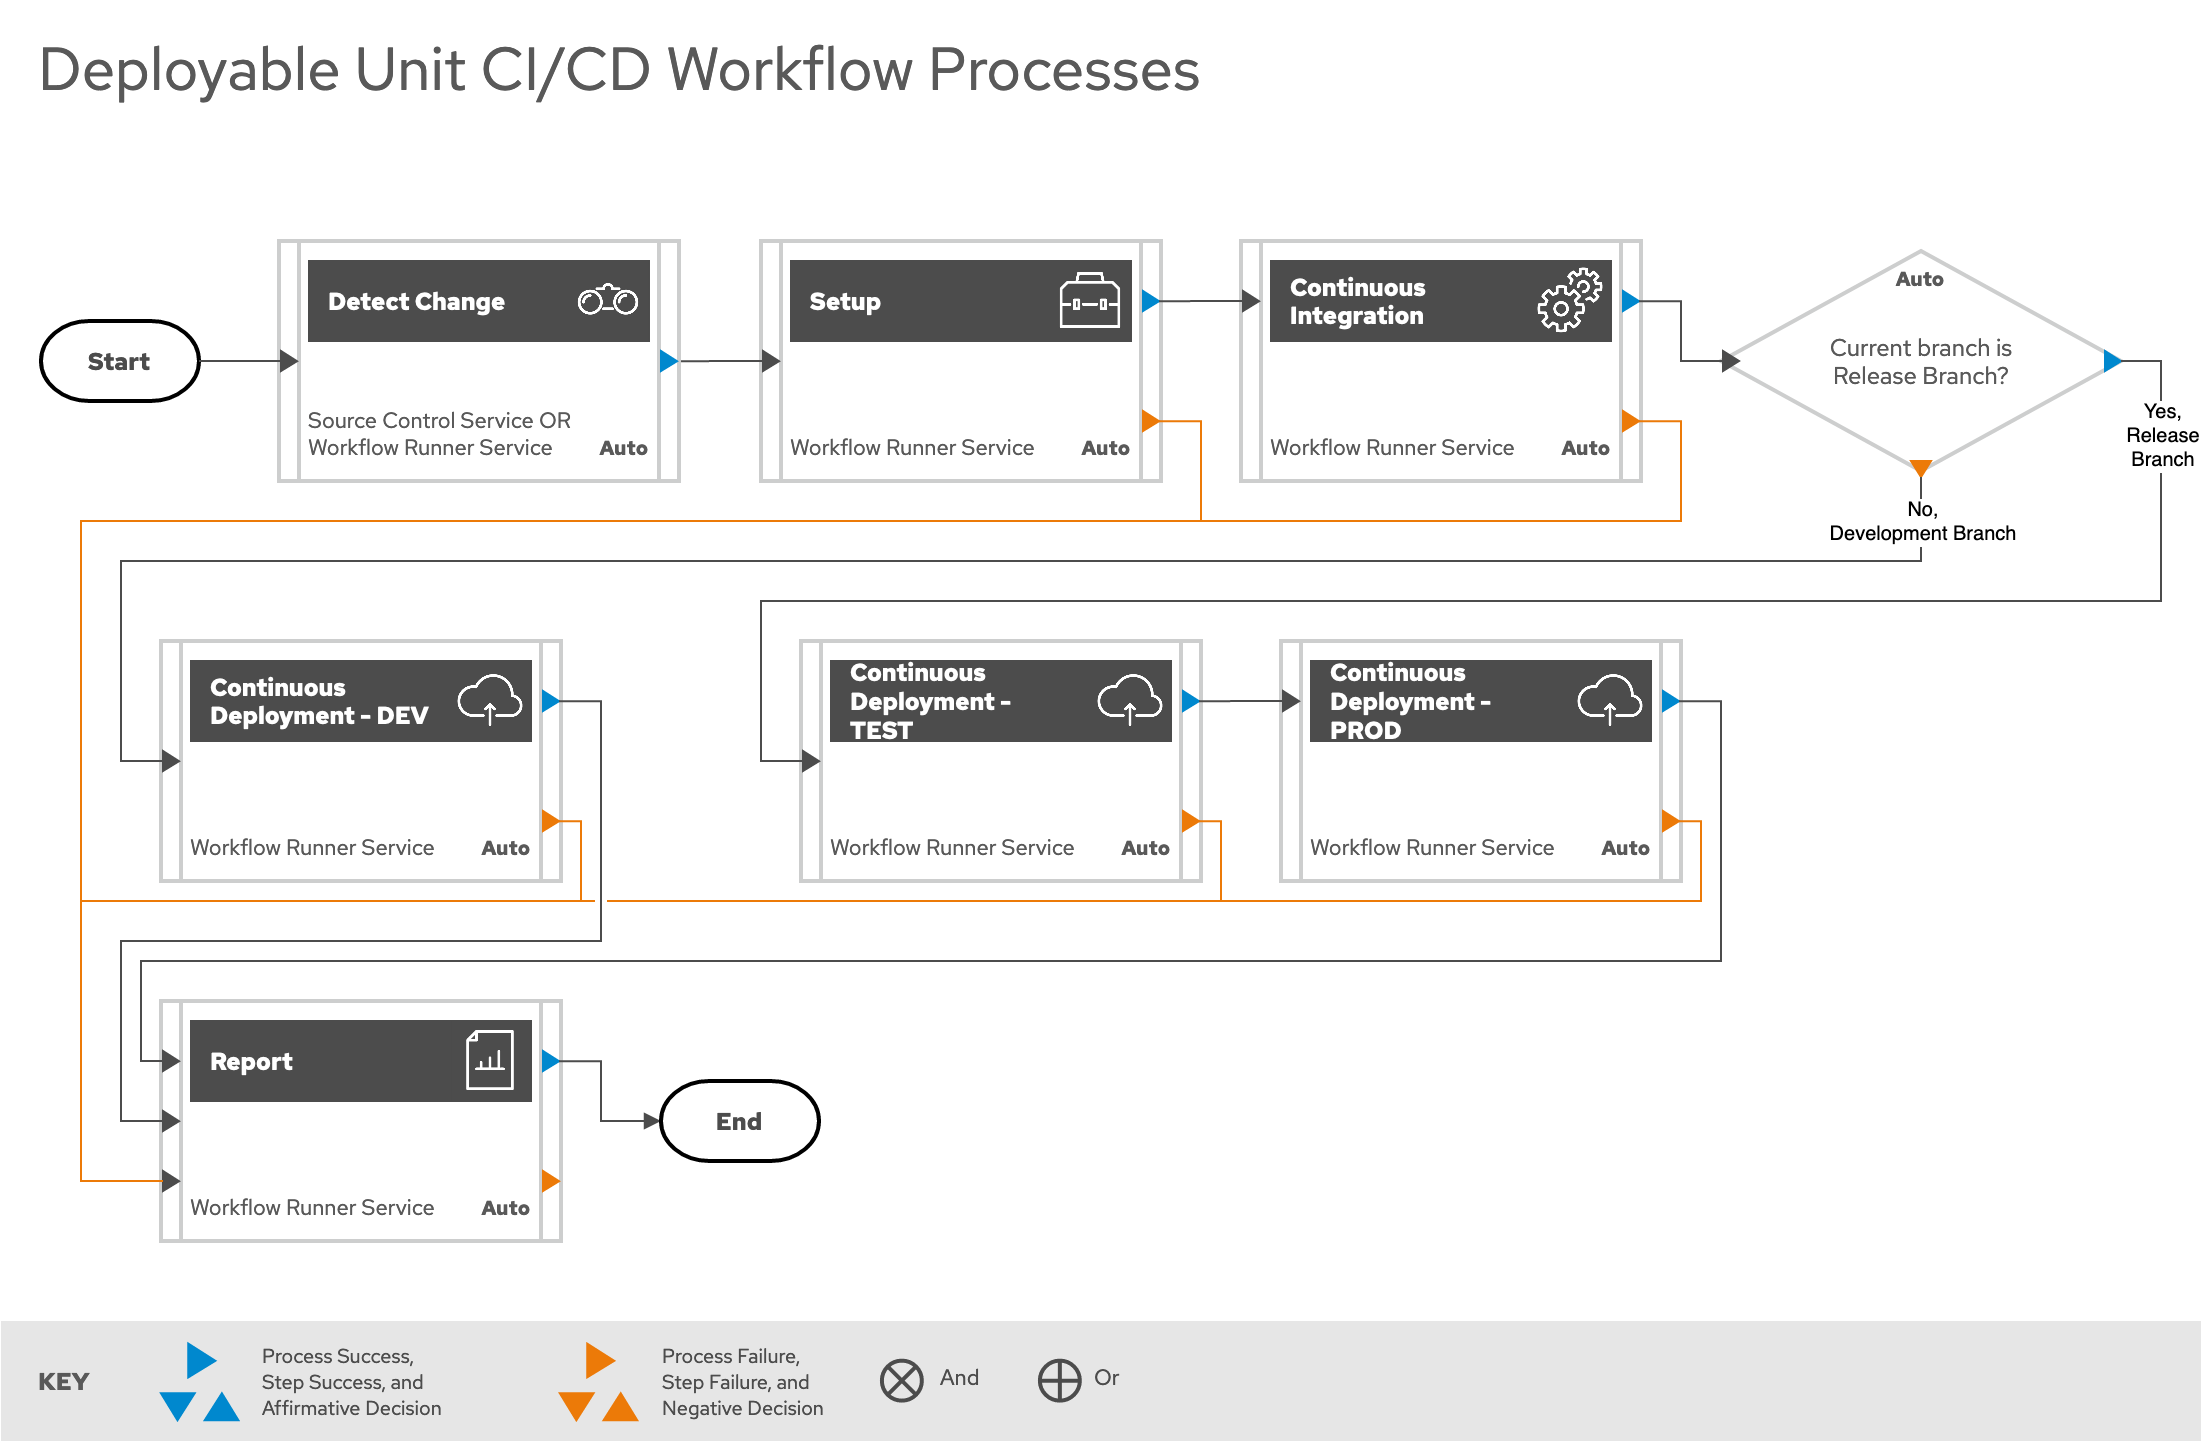 Deployable Unit CI/CD Workflow Processes
Start
Detect Change
Source Control Service OR
Workflow Runner Service
Auto
Setup
Workflow Runner Service
Auto
Continuous
Integration
Workflow Runner Service
Auto
Auto
Current branch is
Release Branch?
Yes,
Release
Branch
No,
Development Branch
Continuous
Deployment - DEV
Workflow Runner Service
Auto
Continuous
Deployment -
TEST
Workflow Runner Service
Auto
Continuous
Deployment -
PROD
Workflow Runner Service
Auto
Report
Workflow Runner Service
Auto
End
KEY
Process Success,
Step Success, and
Affirmative Decision
Process Failure,
Step Failure, and
Negative Decision
And
Or